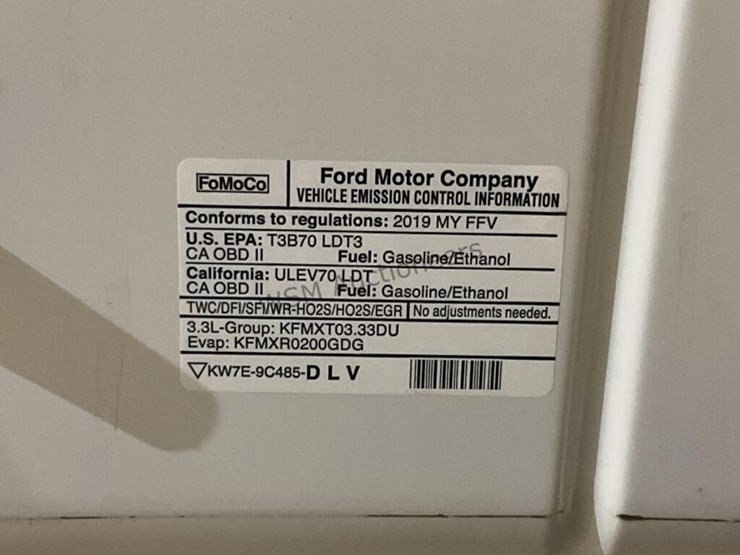 FoMoCo
Ford Motor Company
VEHICLE EMISSION CONTROL INFORMATION
Conforms to regulations: 2019 MY FFV
U.S. EPA: T3B70 LDT3
CA OBD II Fuel: Gasoline/Ethanol
California: ULEV70 LDT
CA OBD II Fuel: Gasoline/Ethanol
TWC/DFI/SFI/WR-HO2S/HO2S/EGR No adjustments needed.
3.3L-Group: KFMXT03.33DU
Evap: KFMXR0200GDG
KW7E-9C485-D L V
WSM Auctioneers